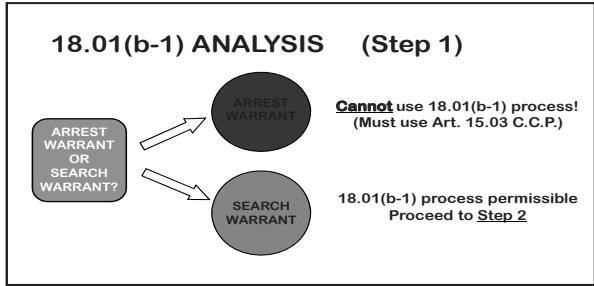 18.01(b-1) ANALYSIS (Step 1)
ARREST
WARRANT
OR
SEARCH
WARRANT?
ARREST
WARRANT
Cannot use 18.01(b-1) process!
(Must use Art. 15.03 C.C.P.)
SEARCH
WARRANT
18.01(b-1) process permissible
Proceed to Step 2